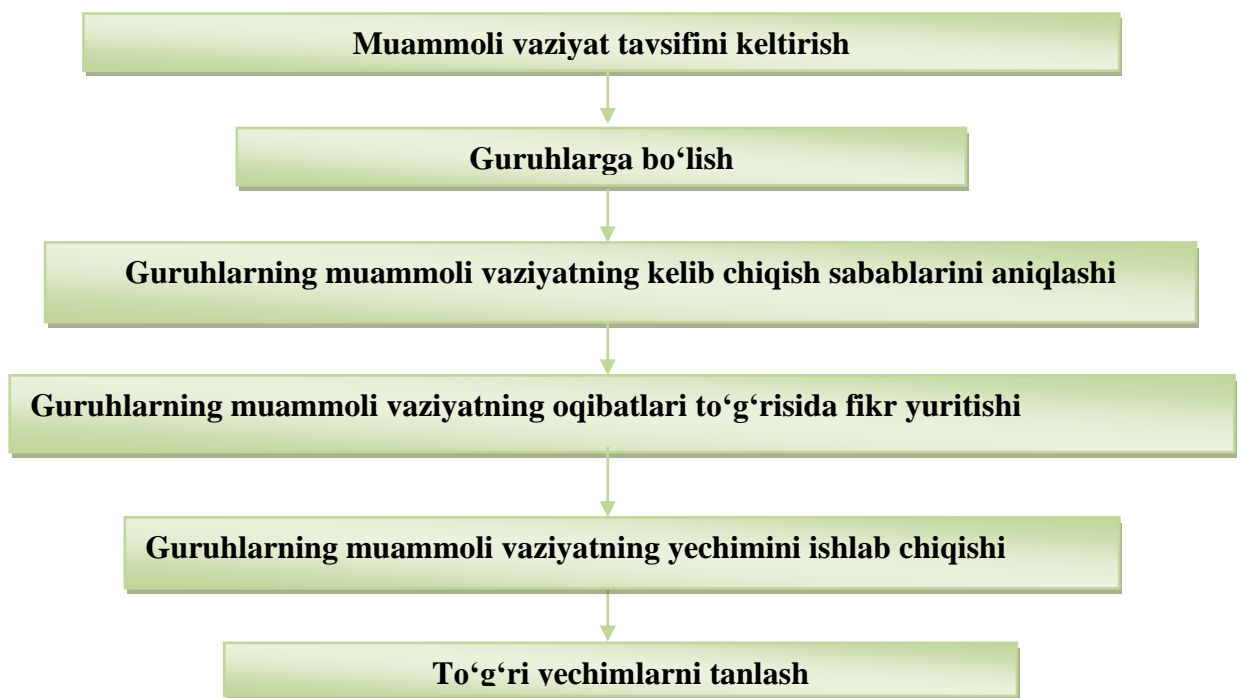 Muammoli vaziyat tavsifini keltirish
Guruhlarga bo‘lish
Guruhlarning muammoli vaziyatning kelib chiqish sabablarini aniqlashi
Guruhlarning muammoli vaziyatning oqibatlari to‘g‘risida fikr yuritishi
Guruhlarning muammoli vaziyatning yechimini ishlab chiqishi
To‘g‘ri yechimlarni tanlash